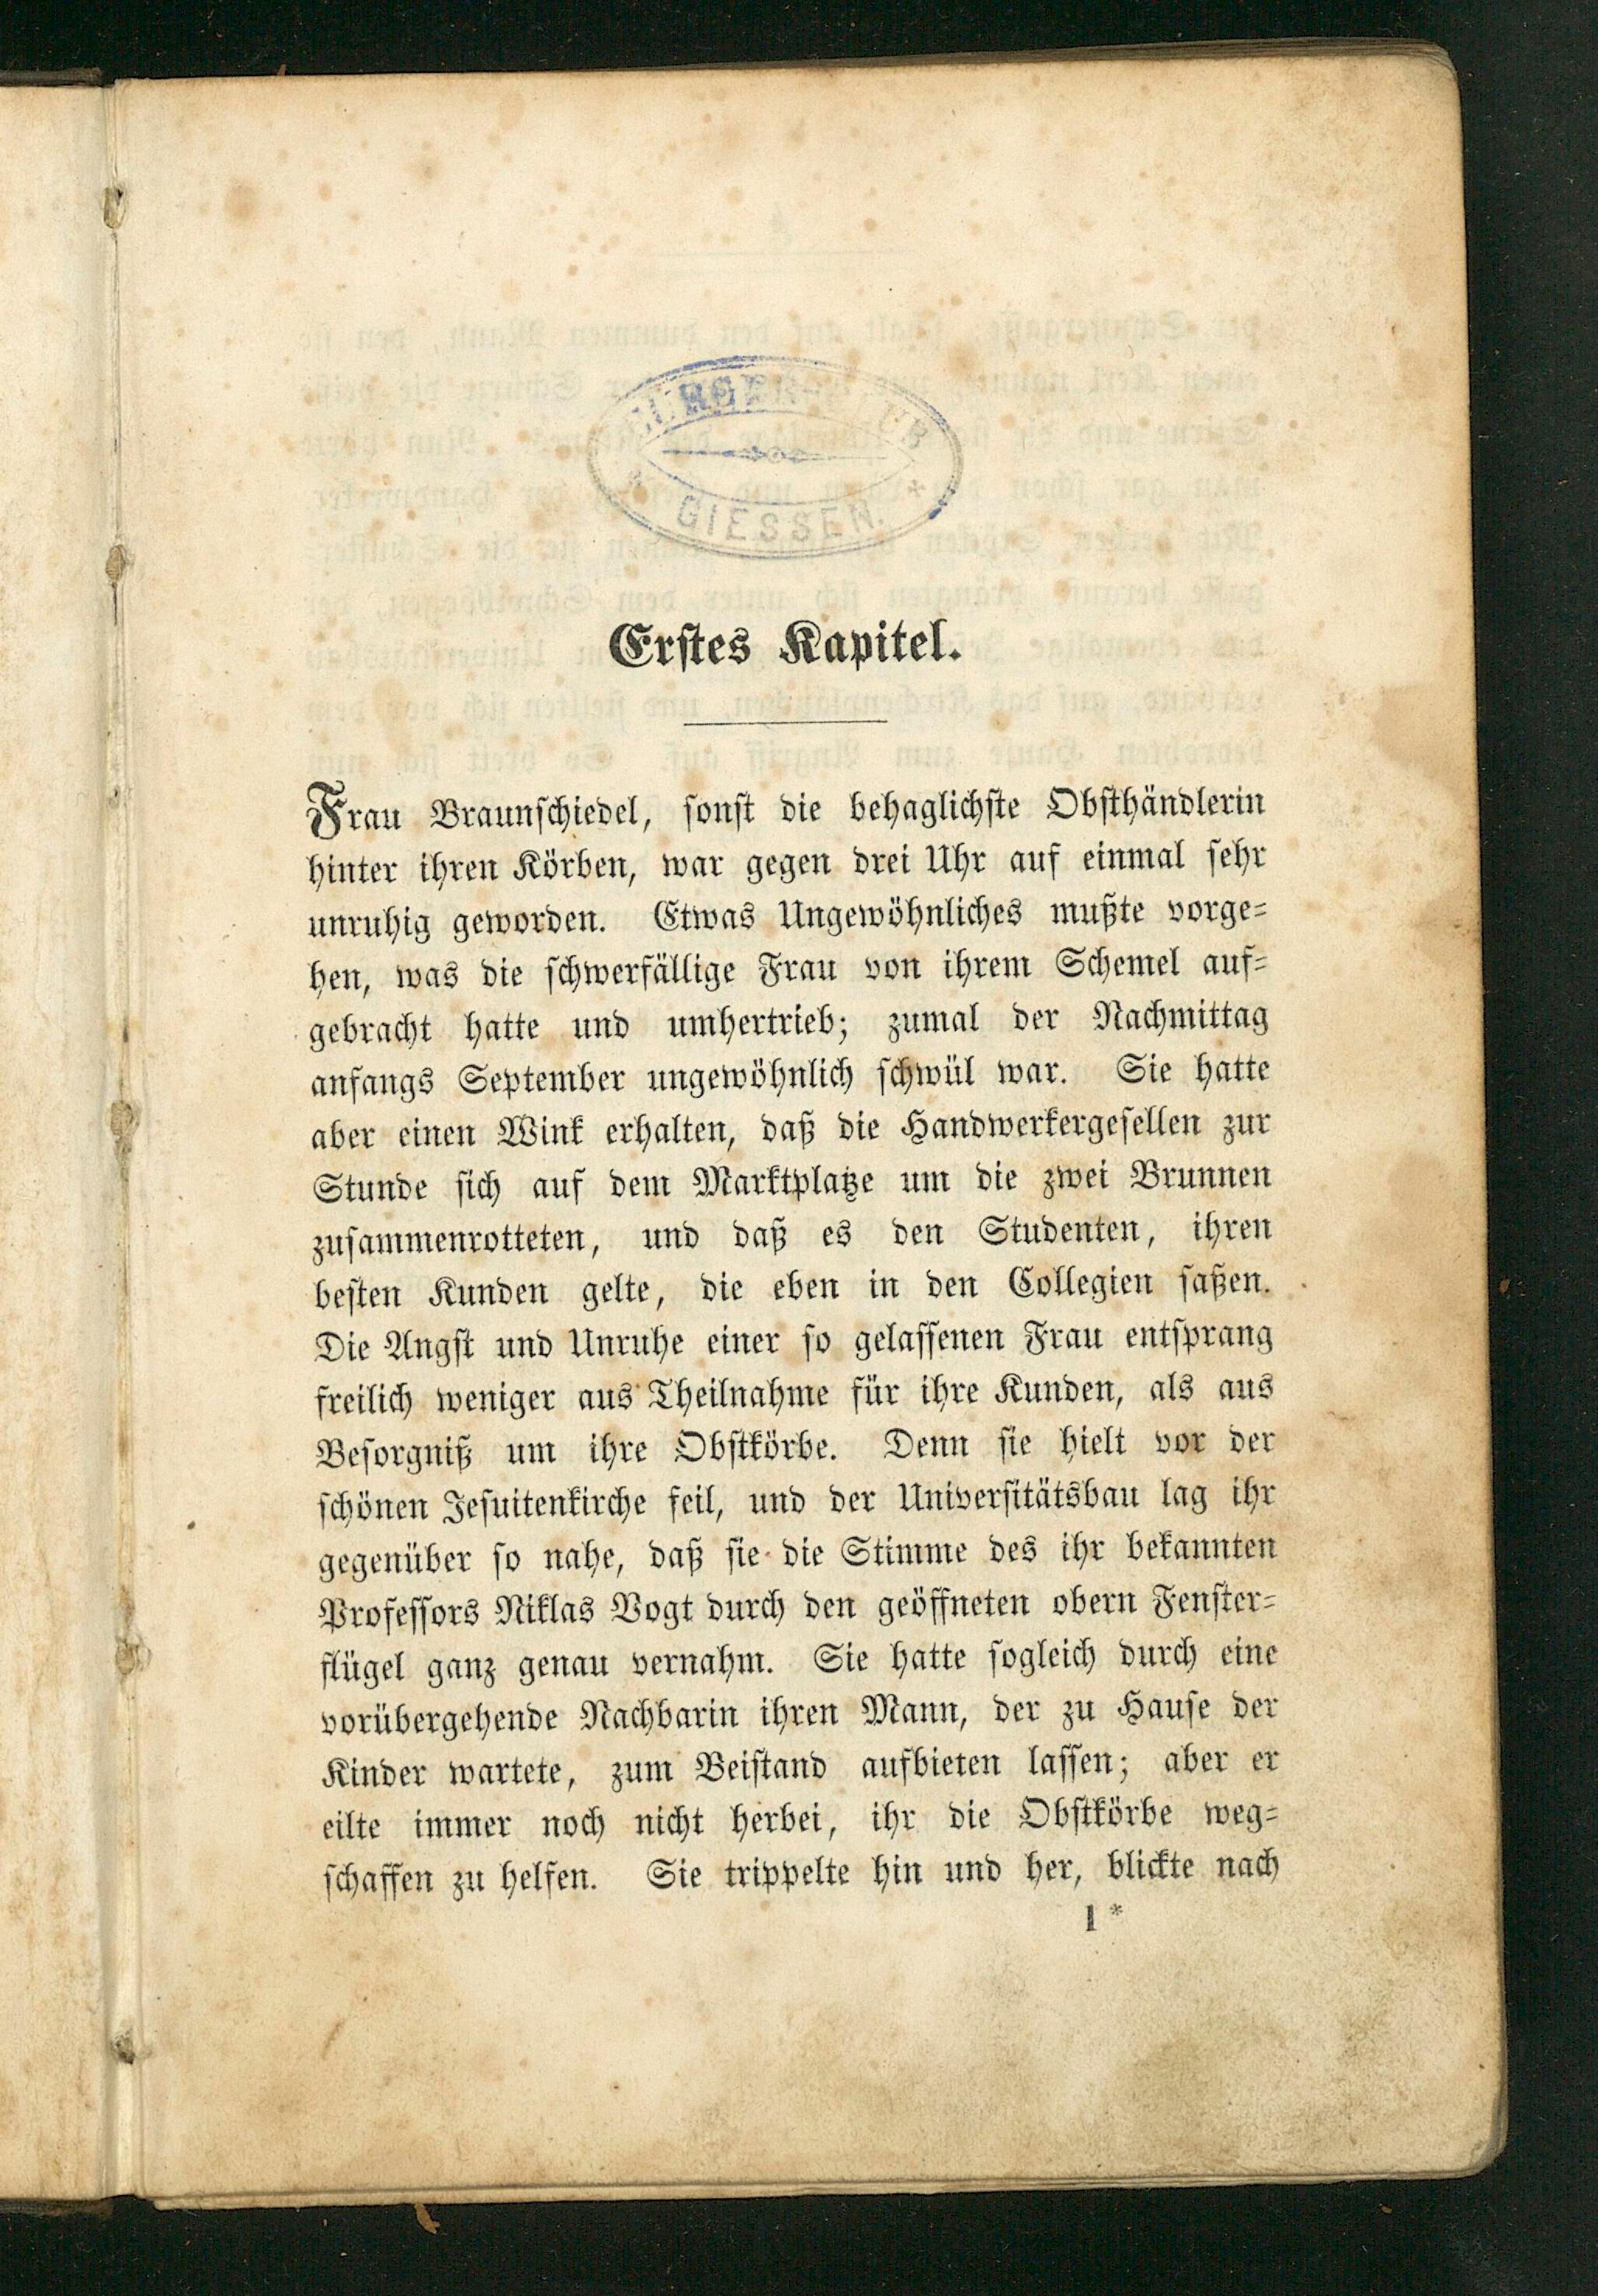 GIESSEN.
Erstes Kapitel.
Frau Braunschiedel, sonst die behaglichste Obsthändlerin
hinter ihren Körben, war gegen drei Uhr auf einmal sehr
unruhig geworden. Etwas Ungewöhnliches mußte vorge-
hen, was die schwerfällige Frau von ihrem Schemel auf-
gebracht hatte und umhertrieb; zumal der Nachmittag
anfangs September ungewöhnlich schwül war. Sie hatte
aber einen Wink erhalten, daß die Handwerkergesellen zur
Stunde sich auf dem Marktplatze um die zwei Brunnen
zusammenrotteten, und daß es den Studenten, ihren
besten Kunden gelte, die eben in den Collegien saßen.
Die Angst und Unruhe einer so gelassenen Frau entsprang
freilich weniger aus Theilnahme für ihre Kunden, als aus
Besorgniß um ihre Obstkörbe. Denn sie hielt vor der
schönen Jesuitenkirche feil, und der Universitätsbau lag ihr
gegenüber so nahe, daß sie die Stimme des ihr bekannten
Professors Niklas Vogt durch den geöffneten obern Fenster-
flügel ganz genau vernahm. Sie hatte sogleich durch eine
vorübergehende Nachbarin ihren Mann, der zu Hause der
Kinder wartete, zum Beistand aufbieten lassen; aber er
eilte immer noch nicht herbei, ihr die Obstkörbe weg-
schaffen zu helfen. Sie trippelte hin und her, blickte nach
1*